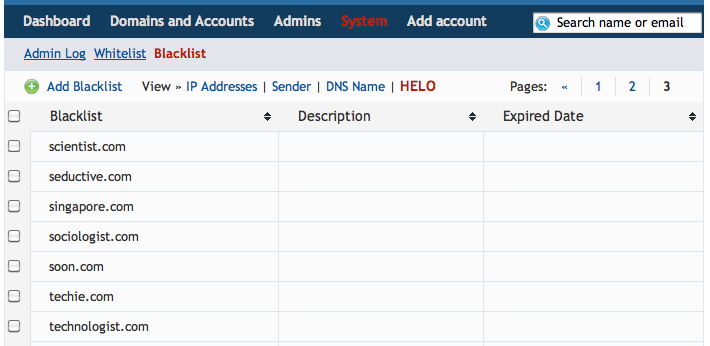 Dashboard Domains and Accounts Admins System Add account Search name or email
Admin Log Whitelist Blacklist
Add Blacklist View » IP Addresses | Sender | DNS Name | HELO Pages: « 1 2 3
Blacklist Description Expired Date
scientist.com
seductive.com
singapore.com
sociologist.com
soon.com
techie.com
technologist.com